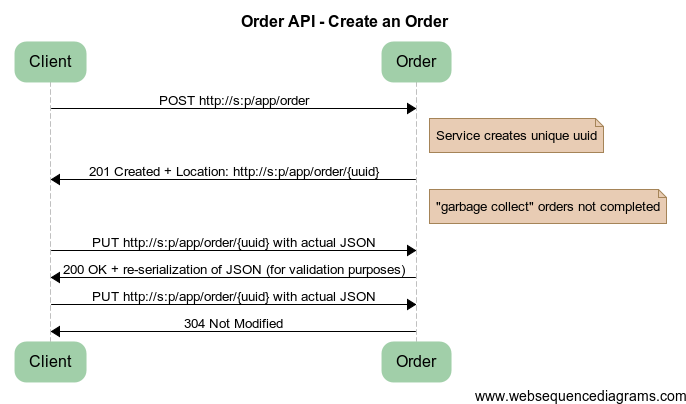 Order API - Create an Order
Client
Order
POST http://s:p/app/order
Service creates unique uuid
201 Created + Location: http://s:p/app/order/{uuid}
"garbage collect" orders not completed
PUT http://s:p/app/order/{uuid} with actual JSON
200 OK + re-serialization of JSON (for validation purposes)
PUT http://s:p/app/order/{uuid} with actual JSON
304 Not Modified
Client
Order
www.websequencediagrams.com